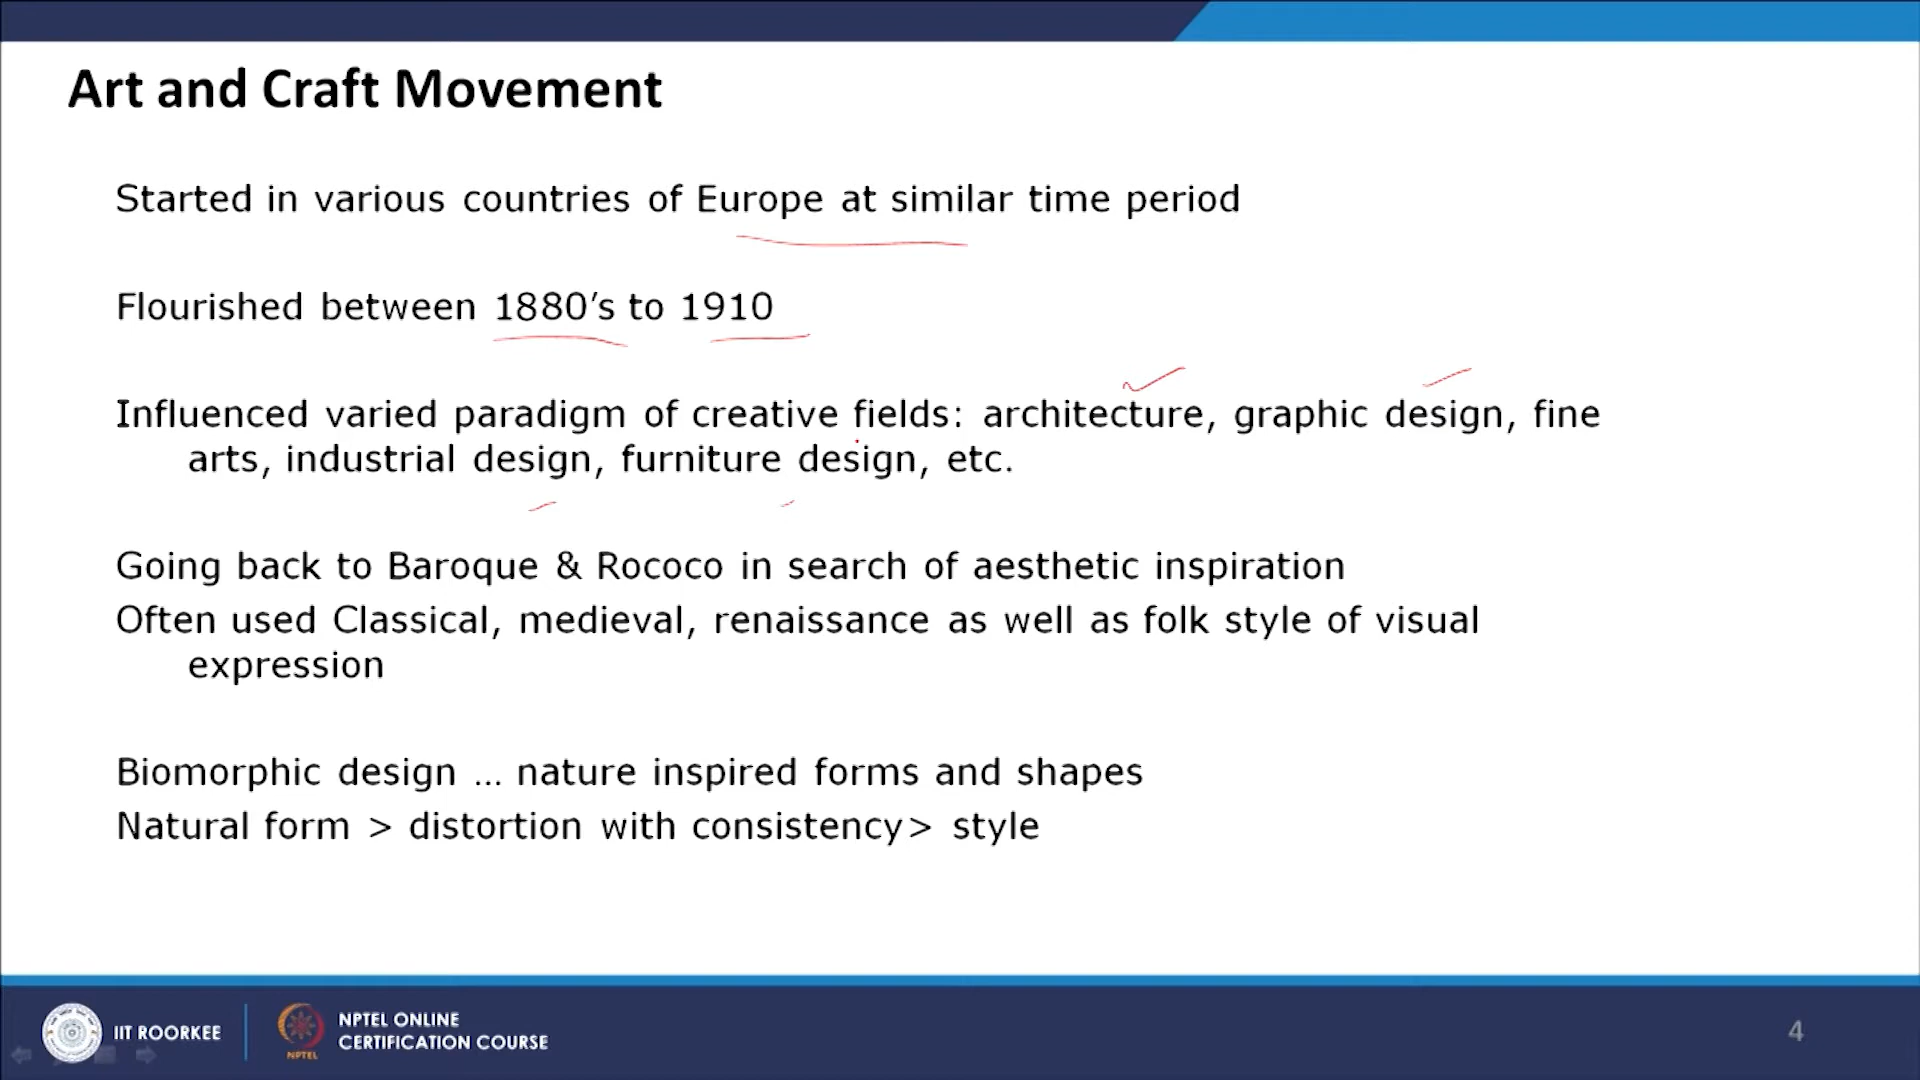 Art and Craft Movement
Started in various countries of Europe at similar time period
Flourished between 1880’s to 1910
Influenced varied paradigm of creative fields: architecture, graphic design, fine
arts, industrial design, furniture design, etc.
Going back to Baroque & Rococo in search of aesthetic inspiration
Often used Classical, medieval, renaissance as well as folk style of visual
expression
Biomorphic design ... nature inspired forms and shapes
Natural form > distortion with consistency> style
IIT ROORKEE
NPTEL
NPTEL ONLINE
CERTIFICATION COURSE
4